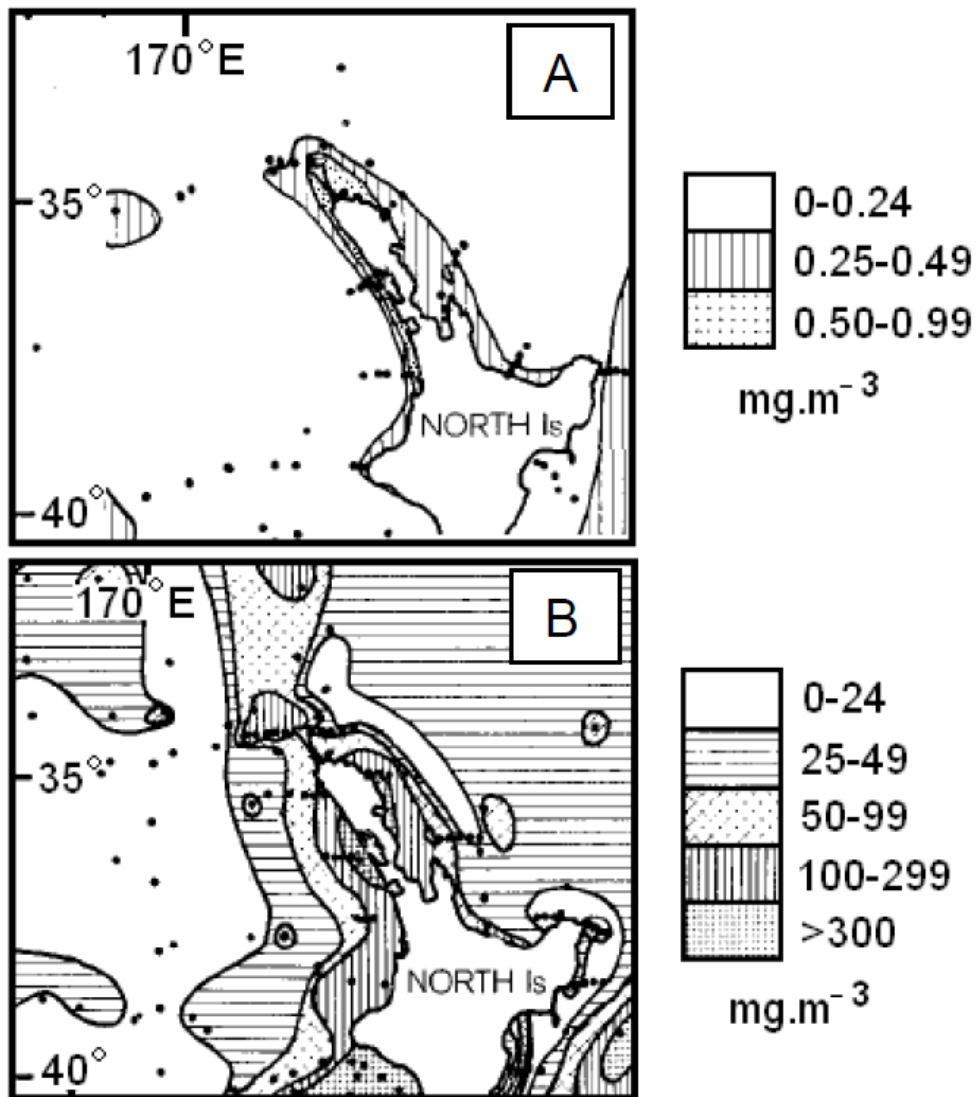 A
170°E
35°
40°
NORTH Is
0-0.24
0.25-0.49
0.50-0.99
mg.m⁻³
B
170°E
35°
40°
NORTH Is
0-24
25-49
50-99
100-299
>300
mg.m⁻³